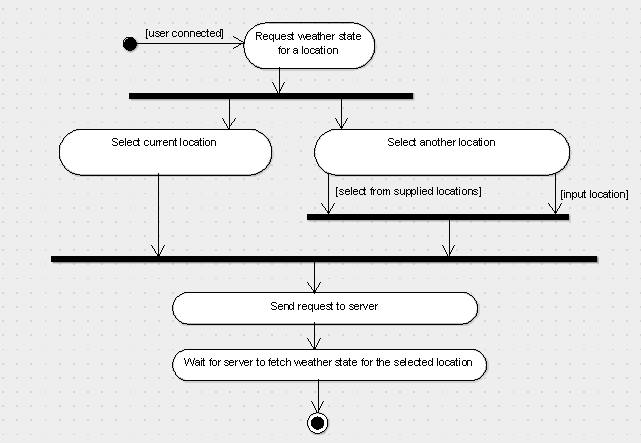 [user connected]
Request weather state
for a location
Select current location
Select another location
[select from supplied locations]
[input location]
Send request to server
Wait for server to fetch weather state for the selected location